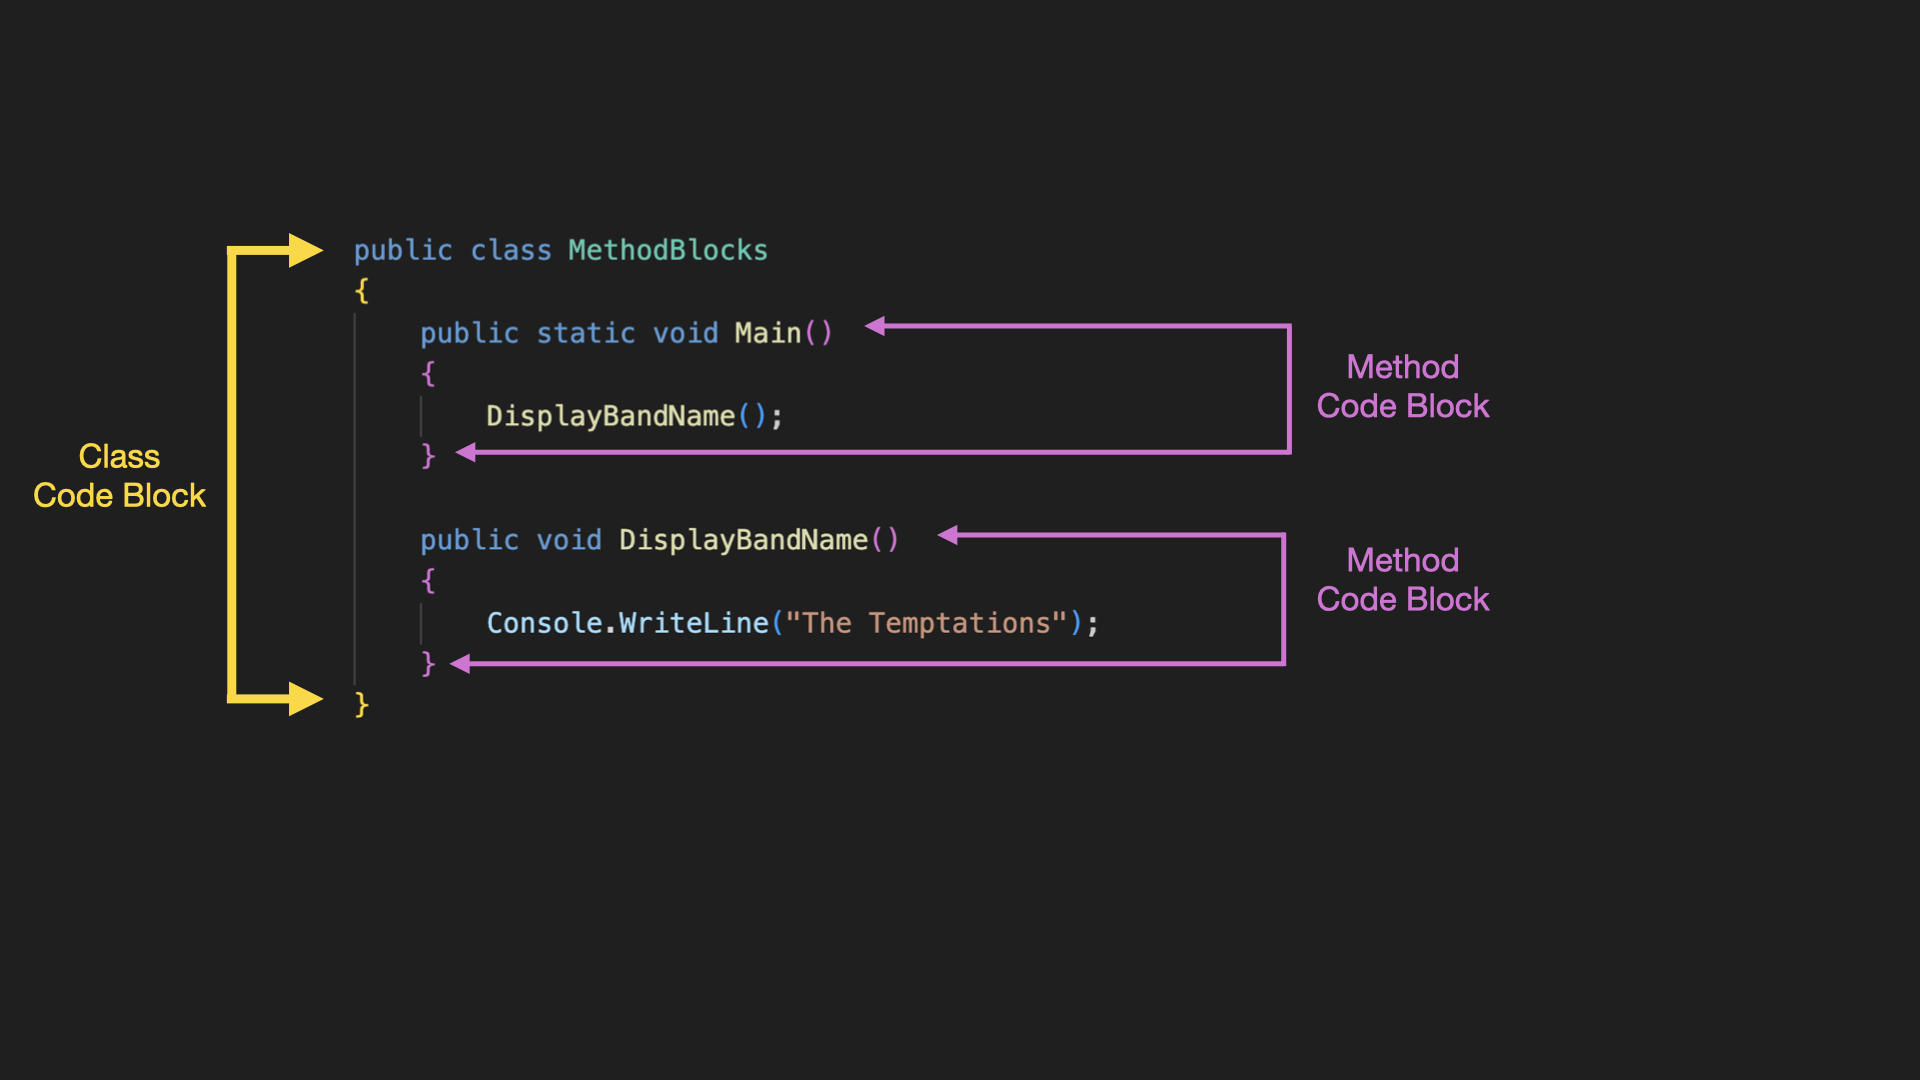 public class MethodBlocks
{
public static void Main()
{
DisplayBandName();
}
public void DisplayBandName()
{
Console.WriteLine("The Temptations");
}
}
Class
Code Block
Method
Code Block
Method
Code Block